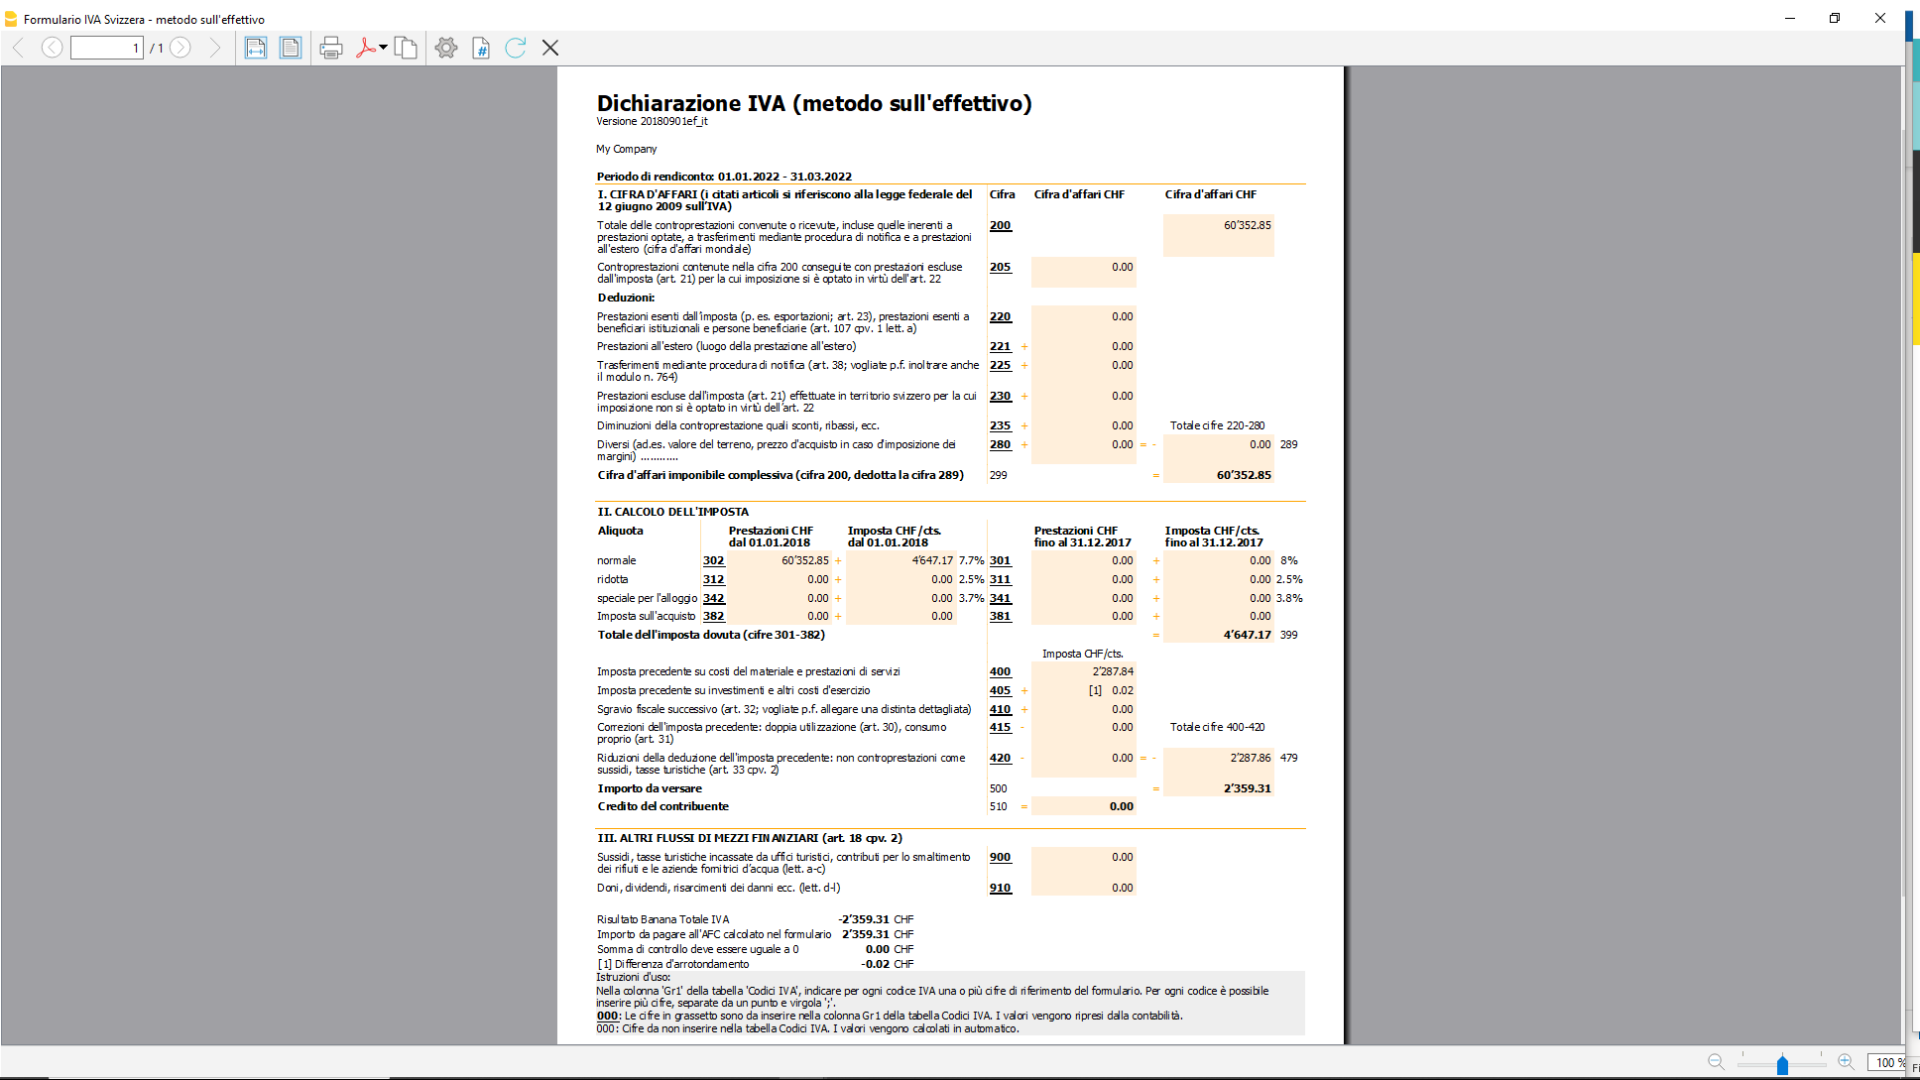 Formulario IVA Svizzera - metodo sull'effettivo
1 / 1
Dichiarazione IVA (metodo sull'effettivo)
Versione 20180901ef_it
My Company
Periodo di rendiconto: 01.01.2022 - 31.03.2022
I. CIFRA D'AFFARI (i citati articoli si riferiscono alla legge federale del Cifra Cifra d'affari CHF Cifra d'affari CHF
12 giugno 2009 sull'IVA)
Totale delle controprestazioni convenute o ricevute, incluse quelle inerenti a 200 60'352.85
prestazioni optate, a trasferimenti mediante procedura di notifica e a prestazioni
all'estero (cifra d'affari mondiale)
Controprestazioni contenute nella cifra 200 conseguite con prestazioni escluse 205 0.00
dall'imposta (art. 21) per la cui imposizione si è optato in virtù dell'art. 22
Deduzioni:
Prestazioni esenti dall'imposta (p. es. esportazioni; art. 23), prestazioni esenti a 220 0.00
beneficiari istituzionali e persone beneficiarie (art. 107 cpv. 1 lett. a)
Prestazioni all'estero (luogo della prestazione all'estero) 221 + 0.00
Trasferimenti mediante procedura di notifica (art. 38; vogliate p.f. inoltrare anche 225 + 0.00
il modulo n. 764)
Prestazioni escluse dall'imposta (art. 21) effettuate in territorio svizzero per la cui 230 + 0.00
imposizione non si è optato in virtù dell'art. 22
Diminuzioni della controprestazione quali sconti, ribassi, ecc. 235 + 0.00 Totale cifre 220-280
Diversi (ad.es. valore del terreno, prezzo d'acquisto in caso d'imposizione dei 280 + 0.00 = - 0.00 289
margini) ............
Cifra d'affari imponibile complessiva (cifra 200, dedotta la cifra 289) 299 = 60'352.85
II. CALCOLO DELL'IMPOSTA
Aliquota Prestazioni CHF Imposta CHF/cts. Prestazioni CHF Imposta CHF/cts.
dal 01.01.2018 dal 01.01.2018 fino al 31.12.2017 fino al 31.12.2017
normale 302 60'352.85 + 4'647.17 7.7% 301 0.00 + 0.00 8%
ridotta 312 0.00 + 0.00 2.5% 311 0.00 + 0.00 2.5%
speciale per l'alloggio 342 0.00 + 0.00 3.7% 341 0.00 + 0.00 3.8%
Imposta sull'acquisto 382 0.00 + 0.00 381 0.00 + 0.00
Totale dell'imposta dovuta (cifre 301-382) = 4'647.17 399
Imposta CHF/cts.
Imposta precedente su costi del materiale e prestazioni di servizi 400 2'287.84
Imposta precedente su investimenti e altri costi d'esercizio 405 + [1] 0.02
Sgravio fiscale successivo (art. 32; vogliate p.f. allegare una distinta dettagliata) 410 + 0.00
Correzioni dell'imposta precedente: doppia utilizzazione (art. 30), consumo 415 - 0.00 Totale cifre 400-420
proprio (art. 31)
Riduzioni della deduzione dell'imposta precedente: non controprestazioni come 420 - 0.00 = - 2'287.86 479
sussidi, tasse turistiche (art. 33 cpv. 2)
Importo da versare 500 = 2'359.31
Credito del contribuente 510 = 0.00
III. ALTRI FLUSSI DI MEZZI FINANZIARI (art. 18 cpv. 2)
Sussidi, tasse turistiche incassate da uffici turistici, contributi per lo smaltimento 900 0.00
dei rifiuti e le aziende fornitrici d'acqua (lett. a-c)
Doni, dividendi, risarcimenti dei danni ecc. (lett. d-l) 910 0.00
Risultato Banana Totale IVA -2'359.31 CHF
Importo da pagare all'AFC calcolato nel formulario 2'359.31 CHF
Somma di controllo deve essere uguale a 0 0.00 CHF
[1] Differenza d'arrotondamento -0.02 CHF
Istruzioni d'uso:
Nella colonna 'Gr1' della tabella 'Codici IVA', indicare per ogni codice IVA una o più cifre di riferimento del formulario. Per ogni codice è possibile
inserire più cifre, separate da un punto e virgola ';'.
000: Le cifre in grassetto sono da inserire nella colonna Gr1 della tabella Codici IVA. I valori vengono ripresi dalla contabilità.
000: Cifre da non inserire nella tabella Codici IVA. I valori vengono calcolati in automatico.
100 %